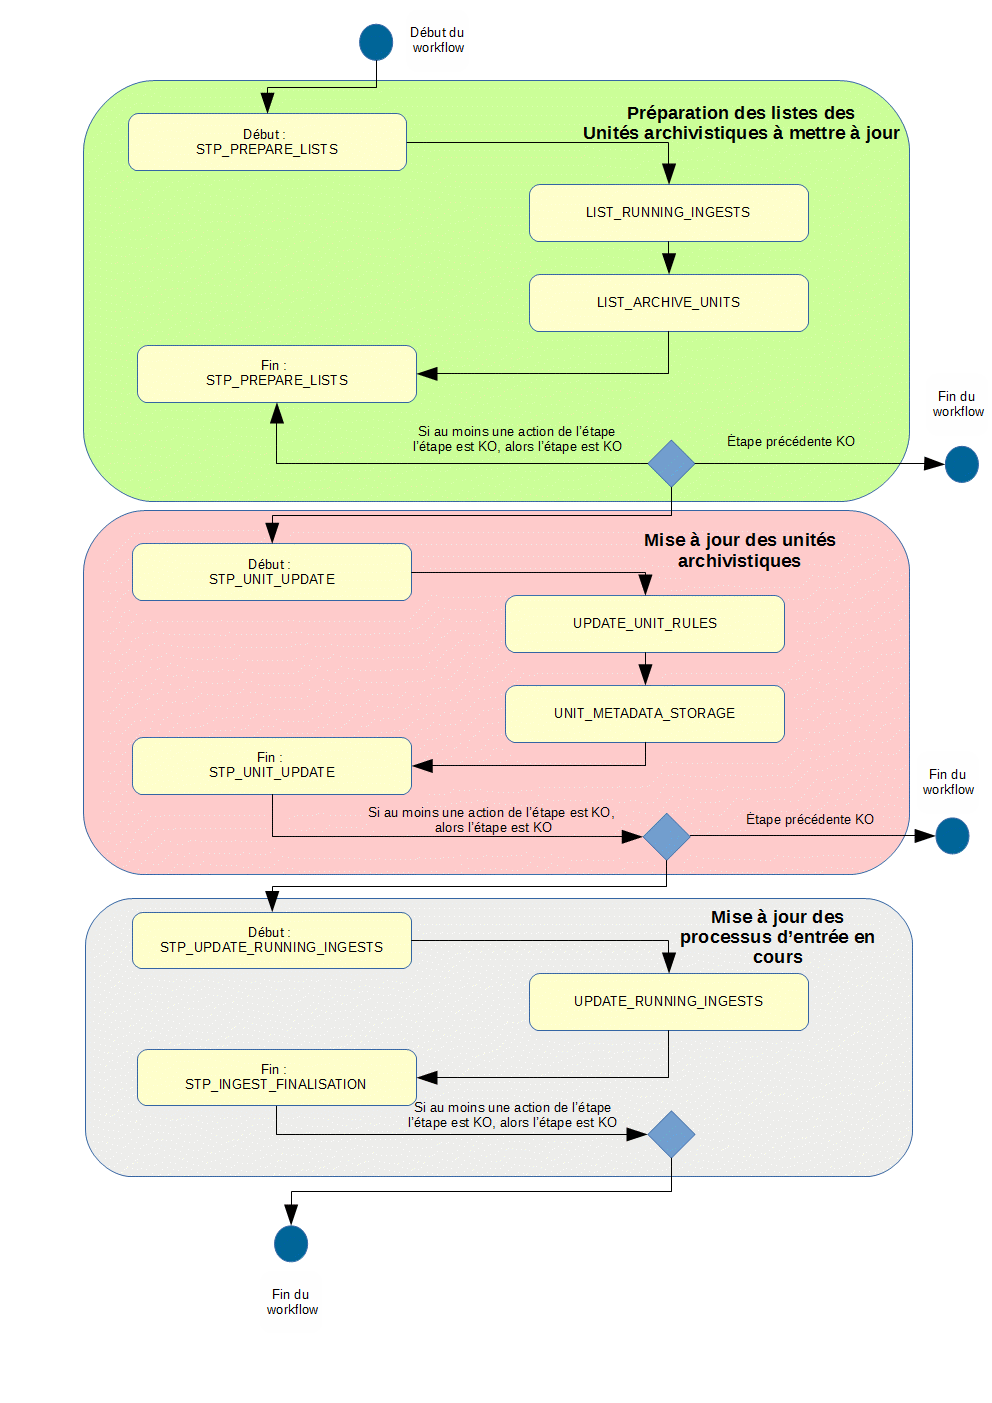 Début du
workflow
Préparation des listes des
Unités archivistiques à mettre à jour
Début :
STP_PREPARE_LISTS
LIST_RUNNING_INGESTS
LIST_ARCHIVE_UNITS
Fin :
STP_PREPARE_LISTS
Si au moins une action de l'étape
l'étape est KO, alors l'étape est KO
Étape précédente KO
Fin du
workflow
Mise à jour des unités
archivistiques
Début :
STP_UNIT_UPDATE
UPDATE_UNIT_RULES
UNIT_METADATA_STORAGE
Fin :
STP_UNIT_UPDATE
Si au moins une action de l'étape est KO,
alors l'étape est KO
Étape précédente KO
Fin du
workflow
Mise à jour des
processus d'entrée en
cours
Début :
STP_UPDATE_RUNNING_INGESTS
UPDATE_RUNNING_INGESTS
Fin :
STP_INGEST_FINALISATION
Si au moins une action de l'étape
l'étape est KO, alors l'étape est KO
Fin du
workflow